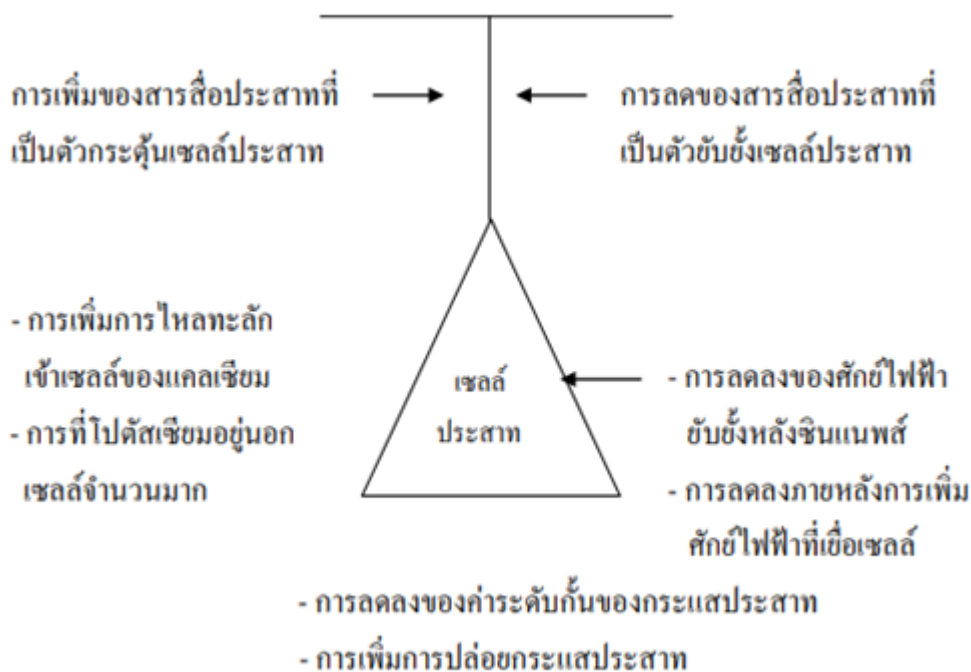 การเพิ่มของสารสื่อประสาทที่
เป็นตัวกระตุ้นเซลล์ประสาท
การลดของสารสื่อประสาทที่
เป็นตัวยับยั้งเซลล์ประสาท
- การเพิ่มการไหลทะลัก
เข้าเซลล์ของแคลเซียม
- การที่โปตัสเซียมอยู่นอก
เซลล์จำนวนมาก
เซลล์
ประสาท
- การลดลงของศักย์ไฟฟ้า
ยับยั้งหลังซินแนพส์
- การลดลงภายหลังการเพิ่ม
ศักย์ไฟฟ้าที่เยื่อเซลล์
- การลดลงของค่าระดับกั้นของกระแสประสาท
- การเพิ่มการปล่อยกระแสประสาท